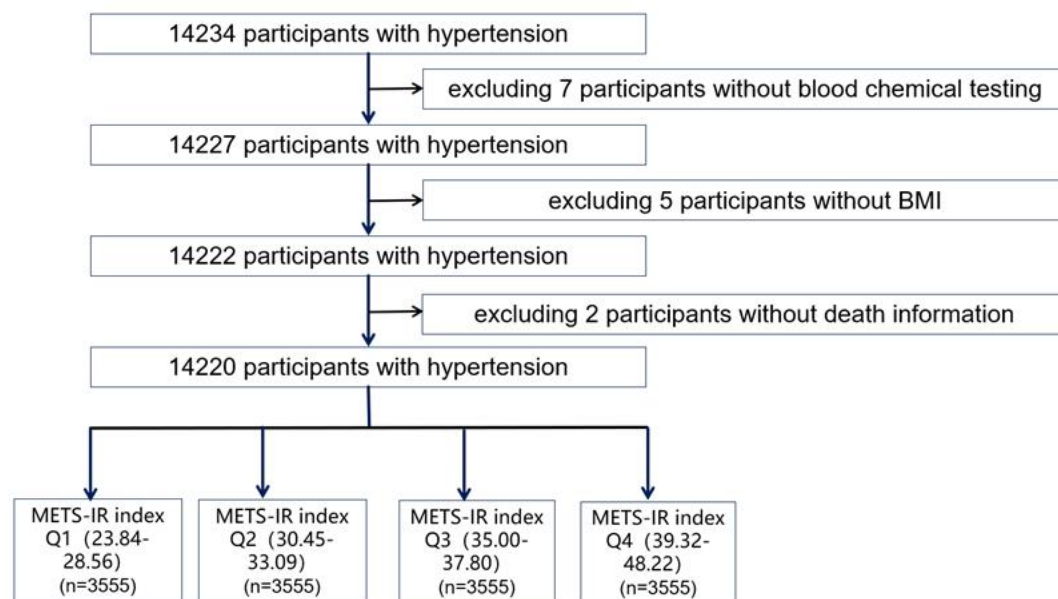 14234 participants with hypertension
excluding 7 participants without blood chemical testing
14227 participants with hypertension
excluding 5 participants without BMI
14222 participants with hypertension
excluding 2 participants without death information
14220 participants with hypertension
METS-IR index
Q1（23.84-
28.56)
(n=3555)
METS-IR index
Q2（30.45-
33.09)
(n=3555)
METS-IR index
Q3（35.00-
37.80)
(n=3555)
METS-IR index
Q4（39.32-
48.22)
(n=3555)